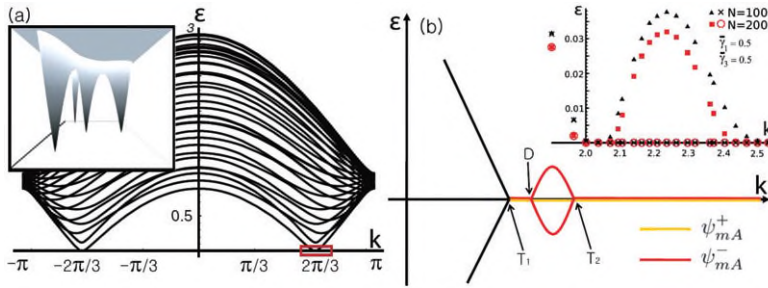 (a)
ε
3
0.5
k
-π
-2π/3
-π/3
π/3
2π/3
π
(b)
ε
k
D
T₁
T₂
ψ⁺ₘA
ψ⁻ₘA
ε
0.03
0.02
0.01
N=100
N=200
γ̄₁ = 0.5
γ̄₃ = 0.5
k
2.0
2.1
2.2
2.3
2.4
2.5